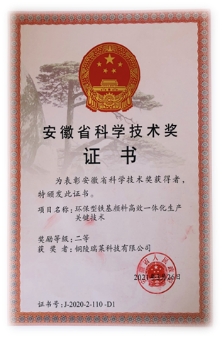 安徽省科学技术奖
证书
为表彰安徽省科学技术奖获得者，
特颁发此证书。
项目名称：环保型铁基颜料高效一体化生产
关键技术
奖励等级：二等
获奖者：铜陵瑞莱科技有限公司
证书号：J-2020-2-110-D1